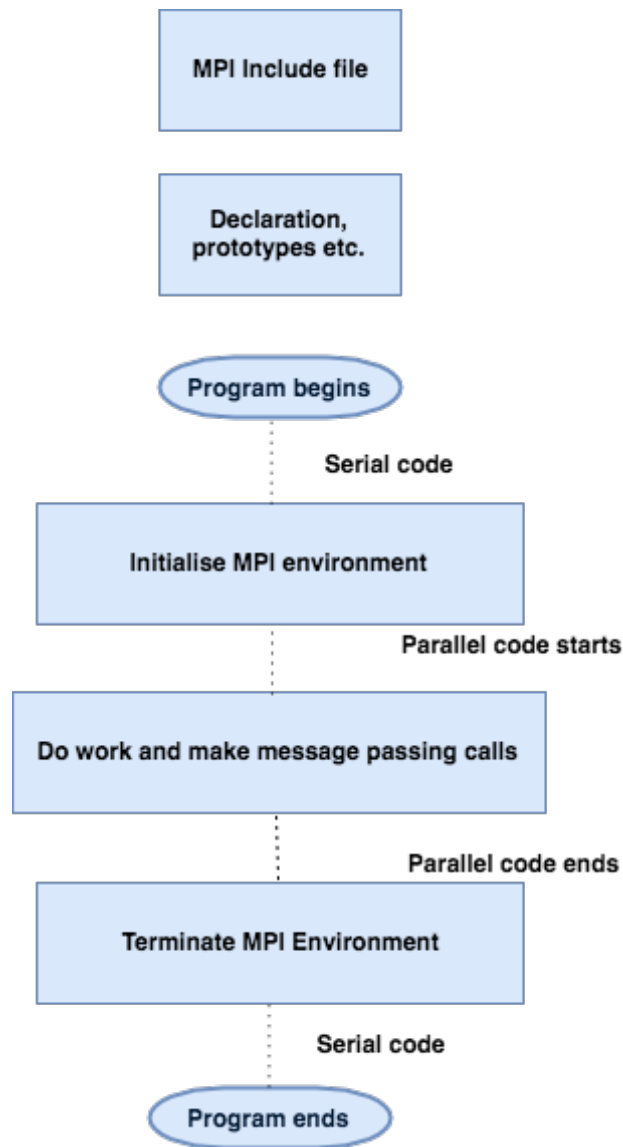 MPI Include file
Declaration,
prototypes etc.
Program begins
Serial code
Initialise MPI environment
Parallel code starts
Do work and make message passing calls
Parallel code ends
Terminate MPI Environment
Serial code
Program ends